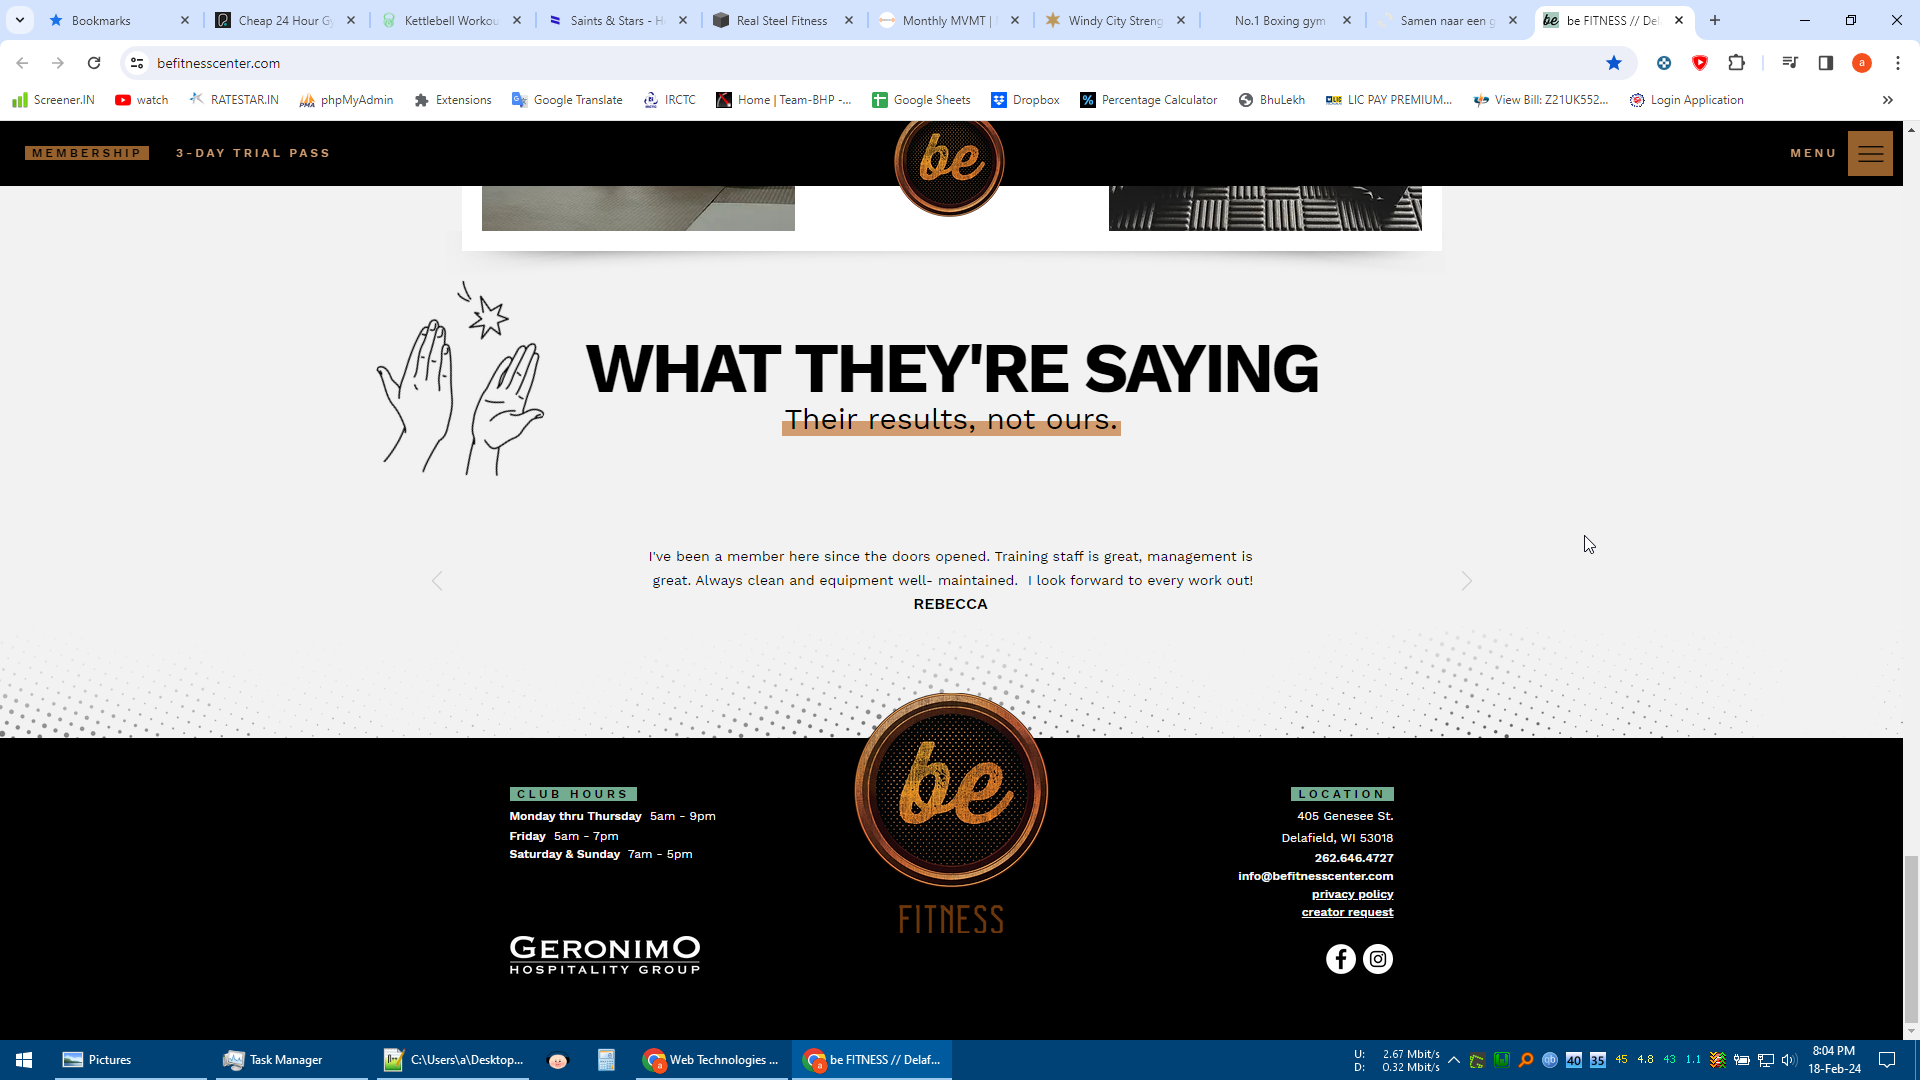 Bookmarks
Cheap 24 Hour Gy
Kettlebell Workou
Saints & Stars - H
Real Steel Fitness
Monthly MVMT |
Windy City Streng
No.1 Boxing gym
Samen naar een g
be
be FITNESS // Del
befitnesscenter.com
a
Screener.IN
watch
RATESTAR.IN
phpMyAdmin
Extensions
Google Translate
IRCTC
Home | Team-BHP -...
Google Sheets
Dropbox
Percentage Calculator
BhuLekh
LIC PAY PREMIUM...
View Bill: Z21UK552...
Login Application
MEMBERSHIP
3-DAY TRIAL PASS
be
MENU
WHAT THEY'RE SAYING
Their results, not ours.
I've been a member here since the doors opened. Training staff is great, management is
great. Always clean and equipment well- maintained. I look forward to every work out!
REBECCA
CLUB HOURS
Monday thru Thursday 5am - 9pm
Friday 5am - 7pm
Saturday & Sunday 7am - 5pm
GERONIMO
HOSPITALITY GROUP
be
FITNESS
LOCATION
405 Genesee St.
Delafield, WI 53018
262.646.4727
info@befitnesscenter.com
privacy policy
creator request
Pictures
Task Manager
C:\Users\a\Desktop...
Web Technologies ...
be FITNESS // Delaf...
U: 2.67 Mbit/s
D: 0.32 Mbit/s
40
35
45
4.8
43
1.1
8:04 PM
18-Feb-24